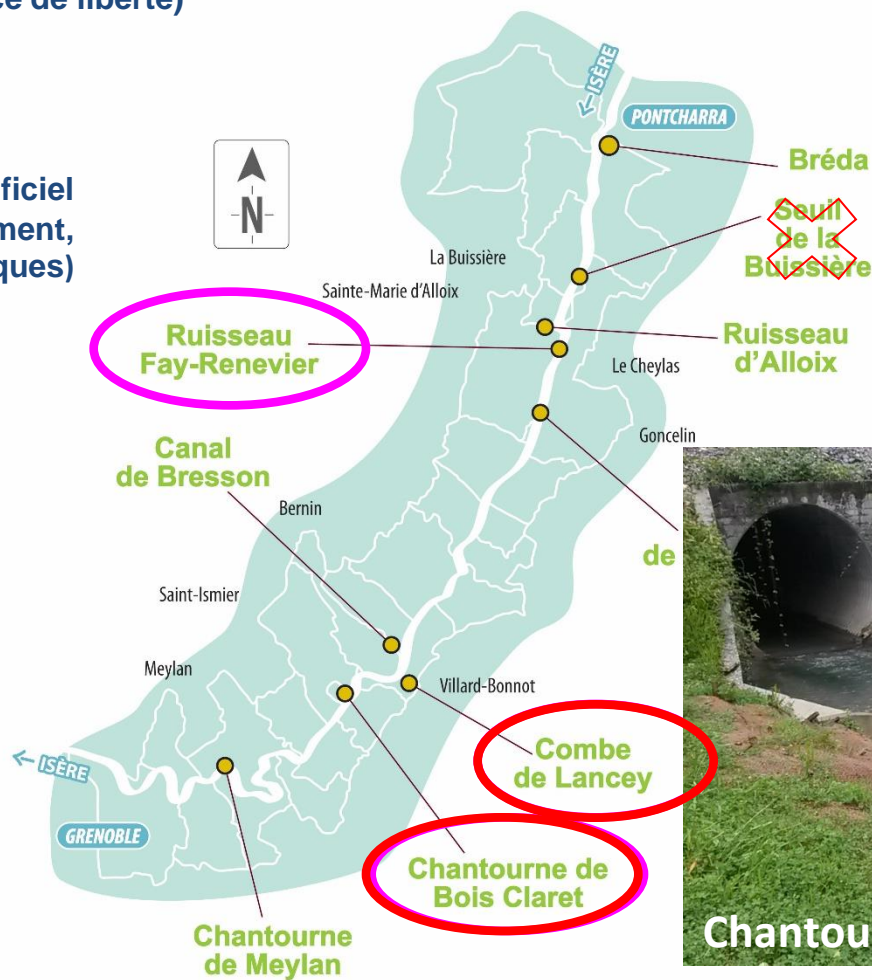 ce de liberté)
ISÈRE
PONTCHARRA
Bréda
ficiel
ment,
ques)
N
Seuil
de la
Buissière
La Buissière
Sainte-Marie d'Alloix
Ruisseau
Fay-Renevier
Ruisseau
d'Alloix
Le Cheylas
Goncelin
Canal
de Bresson
Bernin
de
Saint-Ismier
Meylan
Villard-Bonnot
Combe
de Lancey
ISÈRE
GRENOBLE
Chantourne de
Bois Claret
Chantourne
de Meylan
Chantou